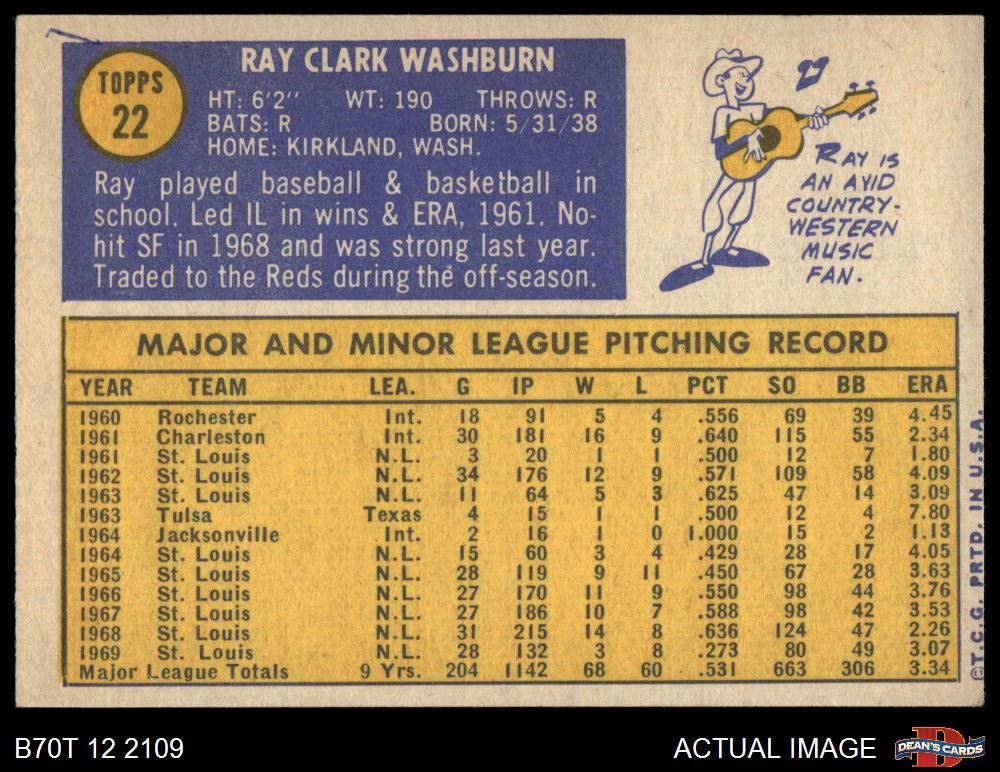 TOPPS
22
RAY CLARK WASHBURN
HT: 6'2" WT: 190 THROWS: R
BATS: R BORN: 5/31/38
HOME: KIRKLAND, WASH.
Ray played baseball & basketball in
school. Led IL in wins & ERA, 1961. No-
hit SF in 1968 and was strong last year.
Traded to the Reds during the off-season.
RAY IS
AN AVID
COUNTRY-
WESTERN
MUSIC
FAN.
MAJOR AND MINOR LEAGUE PITCHING RECORD
YEAR TEAM LEA. G IP W L PCT SO BB ERA
1960 Rochester Int. 18 91 5 4 .556 69 39 4.45
1961 Charleston Int. 30 181 16 9 .640 115 55 2.34
1961 St. Louis N.L. 3 20 1 1 .500 12 7 1.80
1962 St. Louis N.L. 34 176 12 9 .571 109 58 4.09
1963 St. Louis N.L. 11 64 5 3 .625 47 14 3.09
1963 Tulsa Texas 4 15 1 1 .500 12 4 7.80
1964 Jacksonville Int. 2 16 1 0 1.000 15 2 1.13
1964 St. Louis N.L. 15 60 3 4 .429 28 17 4.05
1965 St. Louis N.L. 28 119 9 11 .450 67 28 3.63
1966 St. Louis N.L. 27 170 11 9 .550 98 44 3.76
1967 St. Louis N.L. 27 186 10 7 .588 98 42 3.53
1968 St. Louis N.L. 31 215 14 8 .636 124 47 2.26
1969 St. Louis N.L. 28 132 3 8 .273 80 49 3.07
Major League Totals 9 Yrs. 204 1142 68 60 .531 663 306 3.34
©T.C.G. PRTD. IN U.S.A.
B70T 12 2109
ACTUAL IMAGE
DEAN'S CARDS